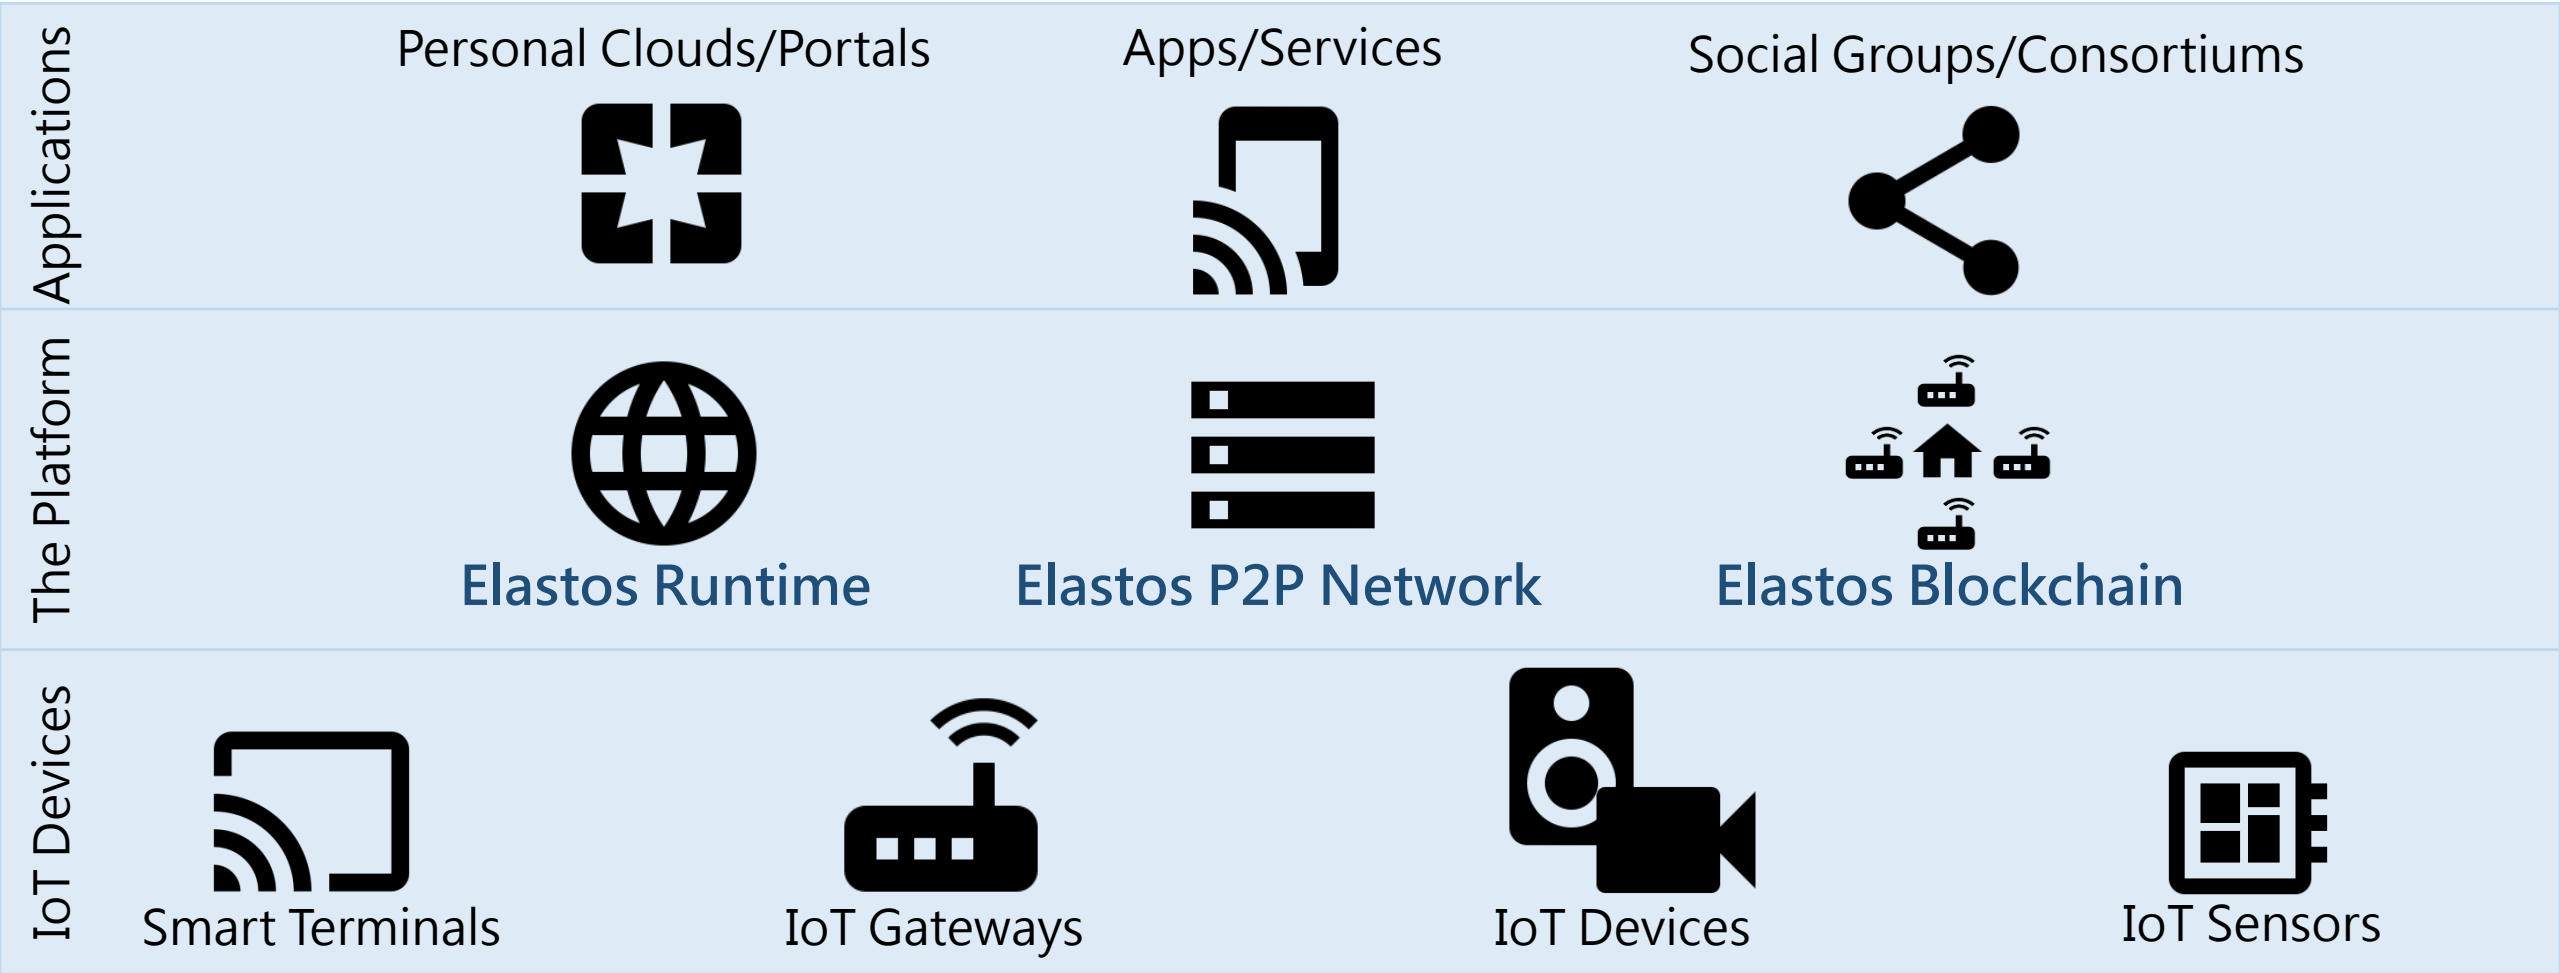 Applications
Personal Clouds/Portals
Apps/Services
Social Groups/Consortiums
The Platform
Elastos Runtime
Elastos P2P Network
Elastos Blockchain
IoT Devices
Smart Terminals
IoT Gateways
IoT Devices
IoT Sensors